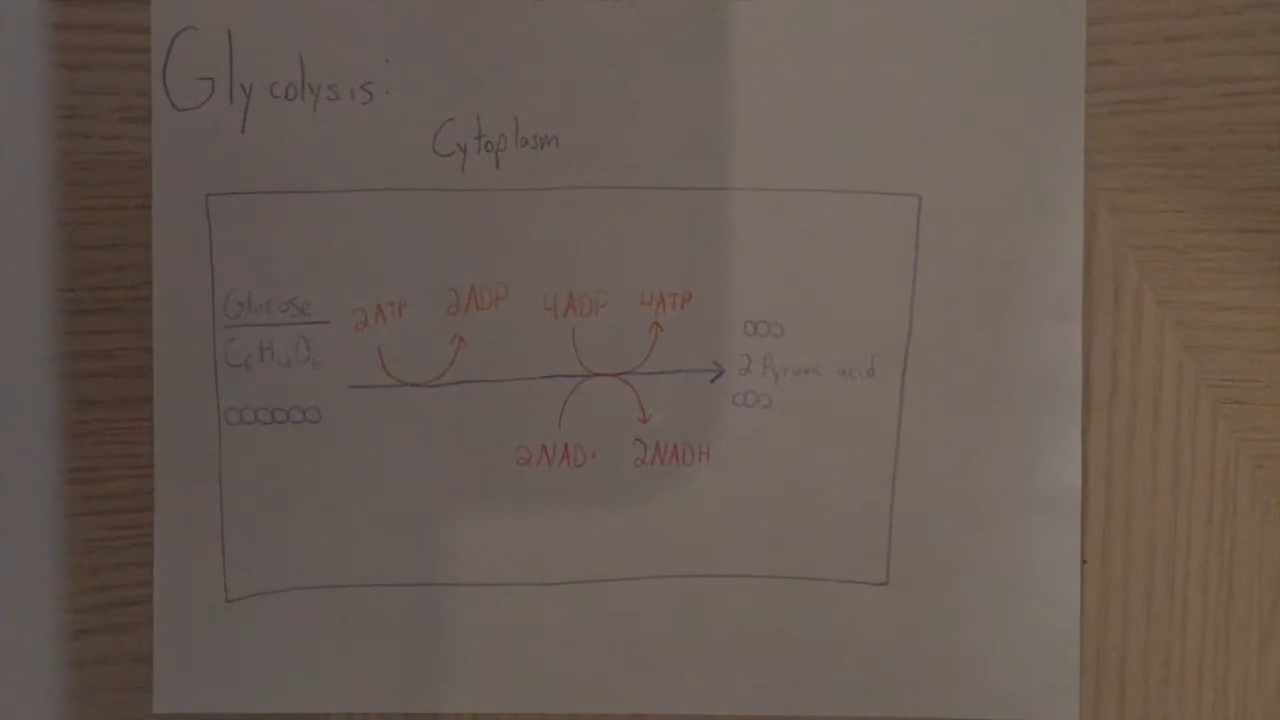 Glycolysis:
Cytoplasm
Glucose
2ATP 2ADP 4ADP 4ATP
2 Pyruvic acid
2NAD+ 2NADH